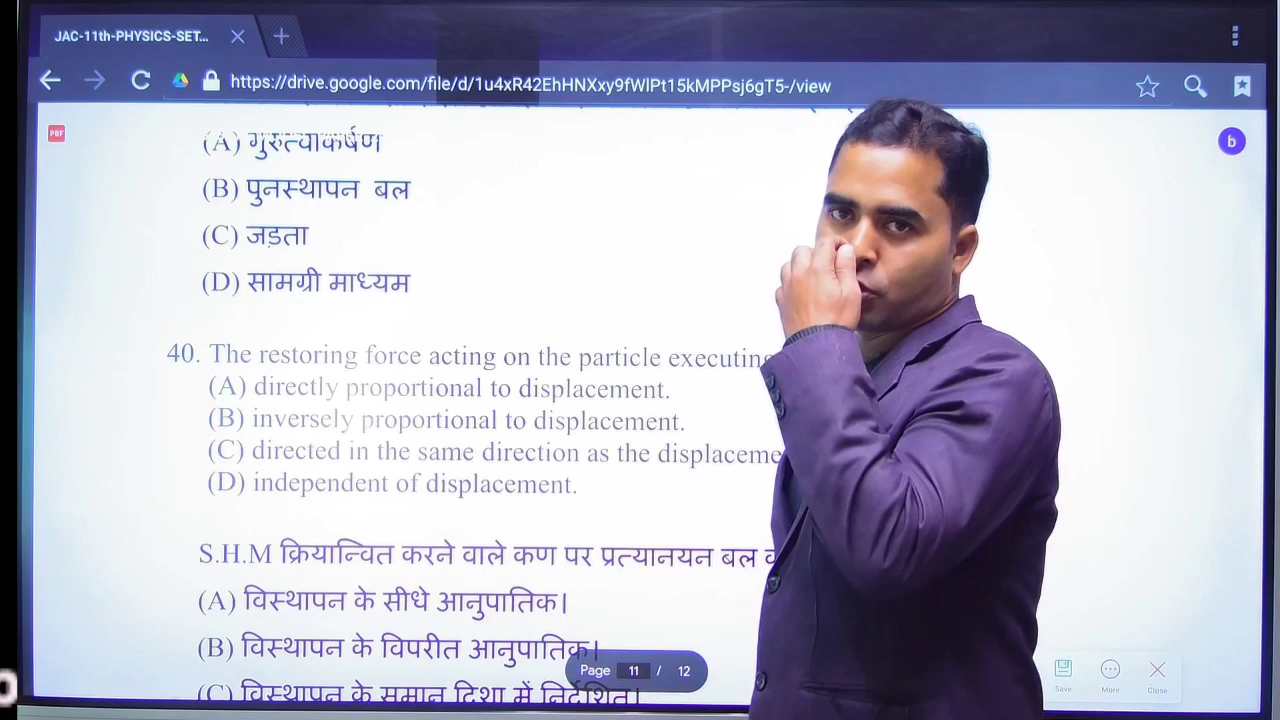 JAC-11th-PHYSICS-SET...
https://drive.google.com/file/d/1u4xR42EhHNXxy9fWlPt15kMPPsj6gT5-/view
PDF
b
(A) गुरुत्वाकर्षण
(B) पुनस्थापन बल
(C) जड़ता
(D) सामग्री माध्यम
40. The restoring force acting on the particle executing
(A) directly proportional to displacement.
(B) inversely proportional to displacement.
(C) directed in the same direction as the displaceme
(D) independent of displacement.
S.H.M क्रियान्वित करने वाले कण पर प्रत्यानयन बल
(A) विस्थापन के सीधे आनुपातिक।
(B) विस्थापन के विपरीत आनुपातिक।
(C) विस्थापन के समान दिशा में निर्देशित।
Page 11 / 12
Save More Close